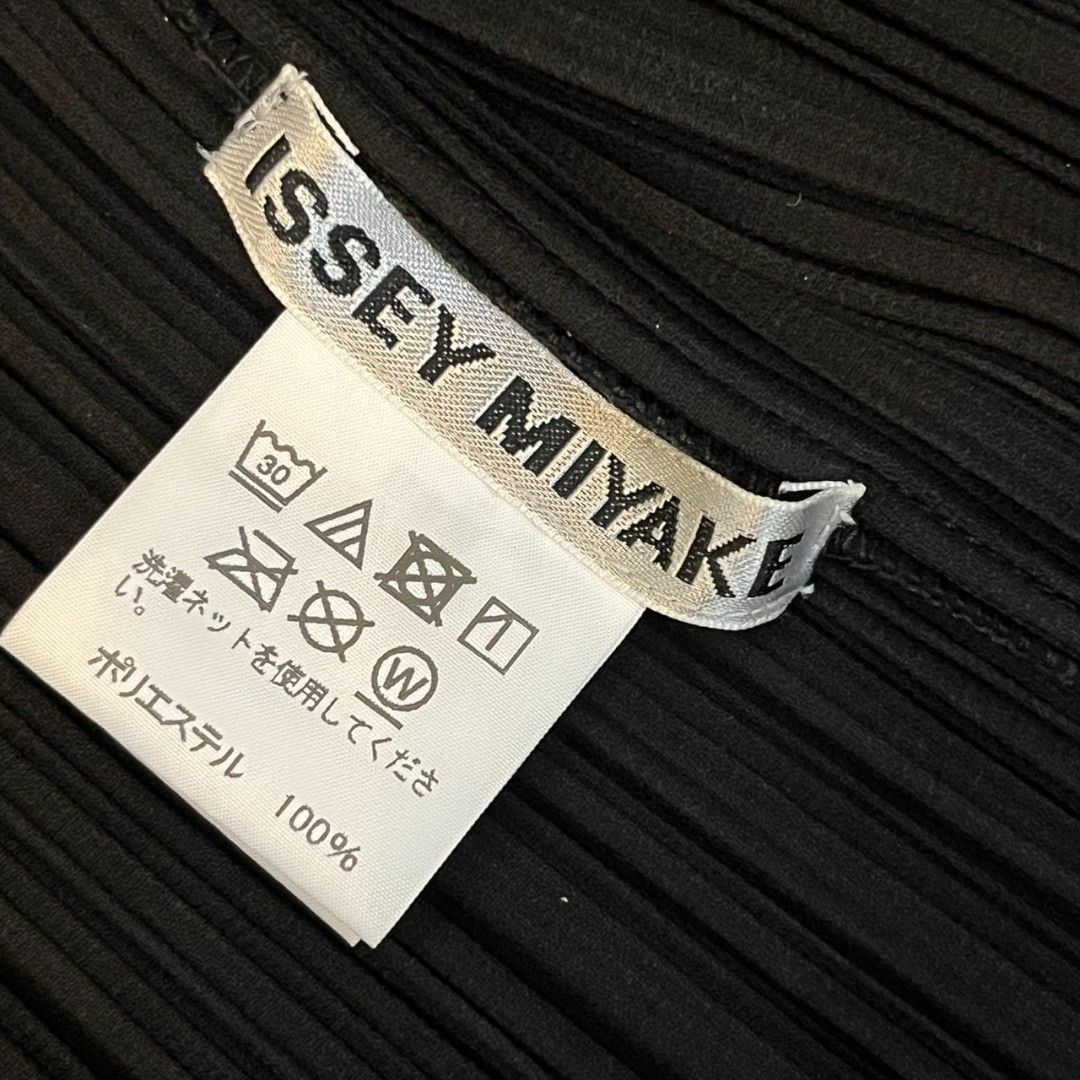 ISSEY MIYAKE
30
W
洗濯ネットを使用してくださ
い。
ポリエステル 100%